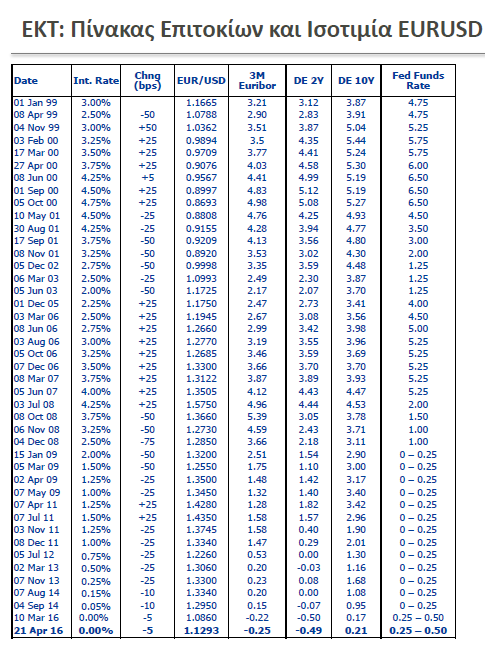 ΕΚΤ: Πίνακας Επιτοκίων και Ισοτιμία EURUSD
Date Int. Rate Chng (bps) EUR/USD 3M Euribor DE 2Y DE 10Y Fed Funds Rate
01 Jan 99 3.00% 1.1665 3.21 3.12 3.87 4.75
08 Apr 99 2.50% -50 1.0788 2.90 2.83 3.91 4.75
04 Nov 99 3.00% +50 1.0362 3.51 3.87 5.04 5.25
03 Feb 00 3.25% +25 0.9894 3.5 4.35 5.44 5.75
17 Mar 00 3.50% +25 0.9709 3.77 4.41 5.24 5.75
27 Apr 00 3.75% +25 0.9076 4.03 4.58 5.30 6.00
08 Jun 00 4.25% +5 0.9567 4.41 4.99 5.19 6.50
01 Sep 00 4.50% +25 0.8997 4.83 5.12 5.19 6.50
05 Oct 00 4.75% +25 0.8693 4.98 5.08 5.27 6.50
10 May 01 4.50% -25 0.8808 4.76 4.25 4.93 4.50
30 Aug 01 4.25% -25 0.9155 4.28 3.94 4.77 3.50
17 Sep 01 3.75% -50 0.9209 4.13 3.56 4.80 3.00
08 Nov 01 3.25% -50 0.8920 3.53 3.02 4.30 2.00
05 Dec 02 2.75% -50 0.9998 3.35 3.59 4.48 1.25
06 Mar 03 2.50% -25 1.0993 2.49 2.30 3.87 1.25
05 Jun 03 2.00% -50 1.1725 2.17 2.07 3.70 1.25
01 Dec 05 2.25% +25 1.1750 2.47 2.73 3.41 4.00
03 Mar 06 2.50% +25 1.1945 2.67 3.08 3.56 4.50
08 Jun 06 2.75% +25 1.2660 2.99 3.42 3.98 5.00
03 Aug 06 3.00% +25 1.2770 3.19 3.55 3.96 5.25
05 Oct 06 3.25% +25 1.2685 3.46 3.59 3.69 5.25
07 Dec 06 3.50% +25 1.3300 3.66 3.70 3.70 5.25
08 Mar 07 3.75% +25 1.3122 3.87 3.89 3.93 5.25
05 Jun 07 4.00% +25 1.3505 4.12 4.43 4.47 5.25
03 Jul 08 4.25% +25 1.5750 4.96 4.44 4.53 2.00
08 Oct 08 3.75% -50 1.3660 5.39 3.05 3.78 1.50
06 Nov 08 3.25% -50 1.2730 4.59 2.43 3.71 1.00
04 Dec 08 2.50% -75 1.2850 3.66 2.18 3.11 1.00
15 Jan 09 2.00% -50 1.3200 2.51 1.54 2.90 0 – 0.25
05 Mar 09 1.50% -50 1.2550 1.75 1.10 3.00 0 – 0.25
02 Apr 09 1.25% -25 1.3500 1.48 1.42 3.17 0 – 0.25
07 May 09 1.00% -25 1.3450 1.32 1.40 3.40 0 – 0.25
07 Apr 11 1.25% +25 1.4280 1.28 1.82 3.42 0 – 0.25
07 Jul 11 1.50% +25 1.4350 1.58 1.57 2.96 0 – 0.25
03 Nov 11 1.25% -25 1.3745 1.58 0.40 1.90 0 – 0.25
08 Dec 11 1.00% -25 1.3340 1.47 0.29 2.01 0 – 0.25
05 Jul 12 0.75% -25 1.2260 0.53 0.00 1.30 0 – 0.25
02 Mar 13 0.50% -25 1.3060 0.20 -0.03 1.16 0 – 0.25
07 Nov 13 0.25% -25 1.3300 0.23 0.08 1.68 0 – 0.25
07 Aug 14 0.15% -10 1.3340 0.20 0.00 1.08 0 – 0.25
04 Sep 14 0.05% -10 1.2950 0.15 -0.07 0.95 0 – 0.25
10 Mar 16 0.00% -5 1.0860 -0.22 -0.50 0.17 0.25 – 0.50
21 Apr 16 0.00% -5 1.1293 -0.25 -0.49 0.21 0.25 – 0.50